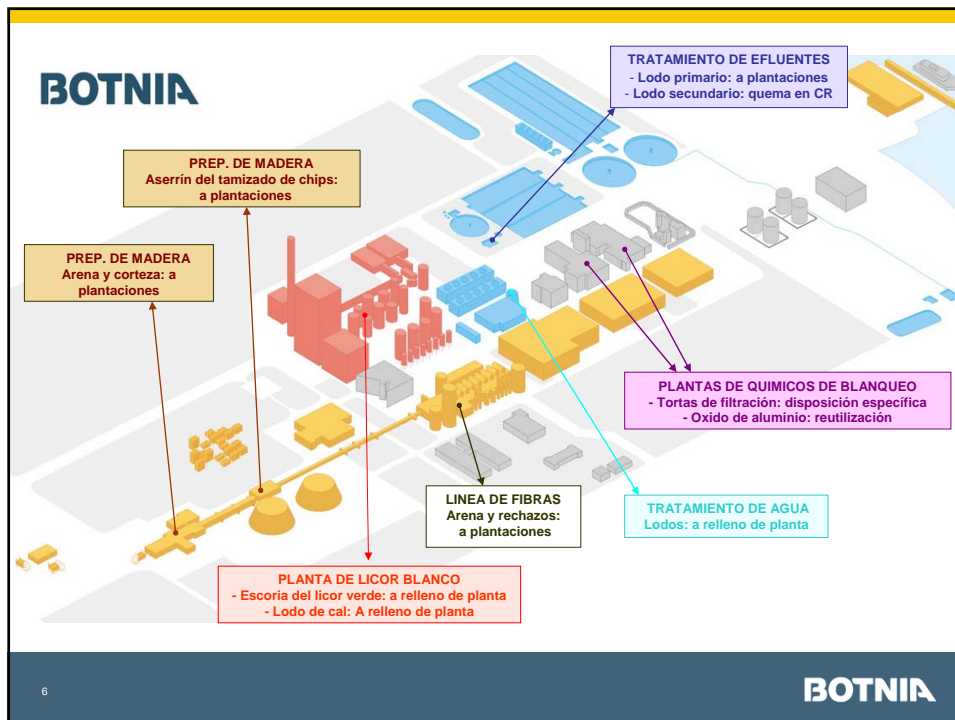 BOTNIA
TRATAMIENTO DE EFLUENTES
- Lodo primario: a plantaciones
- Lodo secundario: quema en CR
PREP. DE MADERA
Aserrín del tamizado de chips:
a plantaciones
PREP. DE MADERA
Arena y corteza: a
plantaciones
PLANTAS DE QUIMICOS DE BLANQUEO
- Tortas de filtración: disposición específica
- Oxido de aluminio: reutilización
LINEA DE FIBRAS
Arena y rechazos:
a plantaciones
TRATAMIENTO DE AGUA
Lodos: a relleno de planta
PLANTA DE LICOR BLANCO
- Escoria del licor verde: a relleno de planta
- Lodo de cal: A relleno de planta
6
BOTNIA